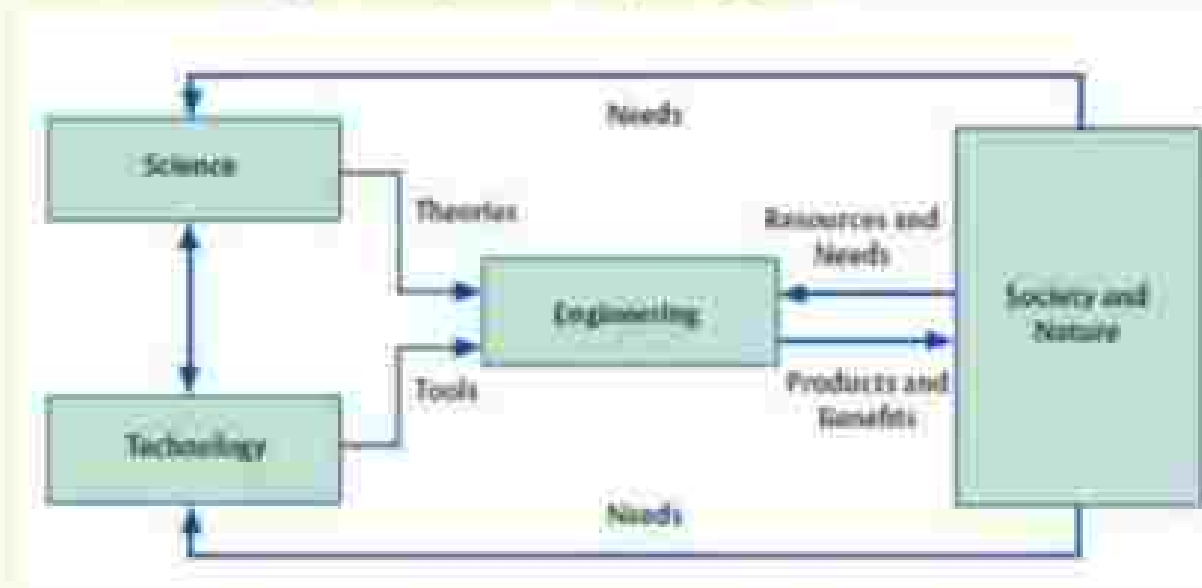 Needs
Science
Theories
Resources and
Needs
Society and
Nature
Engineering
Tools
Products and
Benefits
Technology
Needs